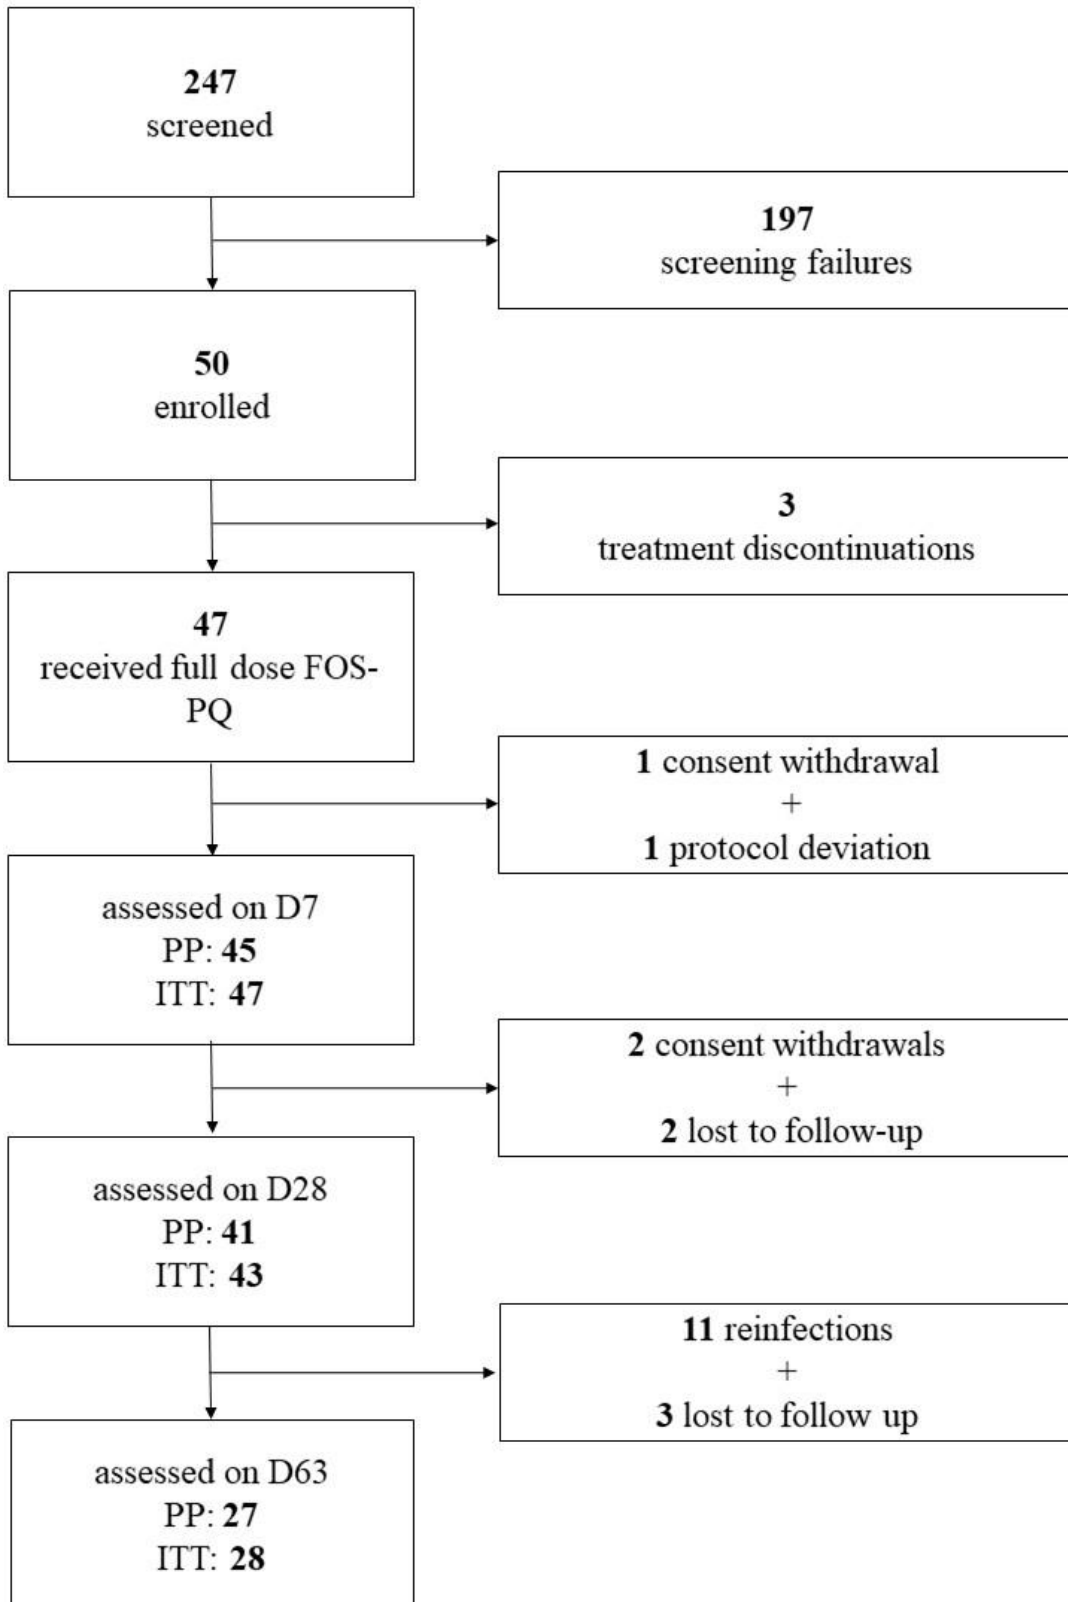 247
screened
197
screening failures
50
enrolled
3
treatment discontinuations
47
received full dose FOS-
PQ
1 consent withdrawal
+
1 protocol deviation
assessed on D7
PP: 45
ITT: 47
2 consent withdrawals
+
2 lost to follow-up
assessed on D28
PP: 41
ITT: 43
11 reinfections
+
3 lost to follow up
assessed on D63
PP: 27
ITT: 28